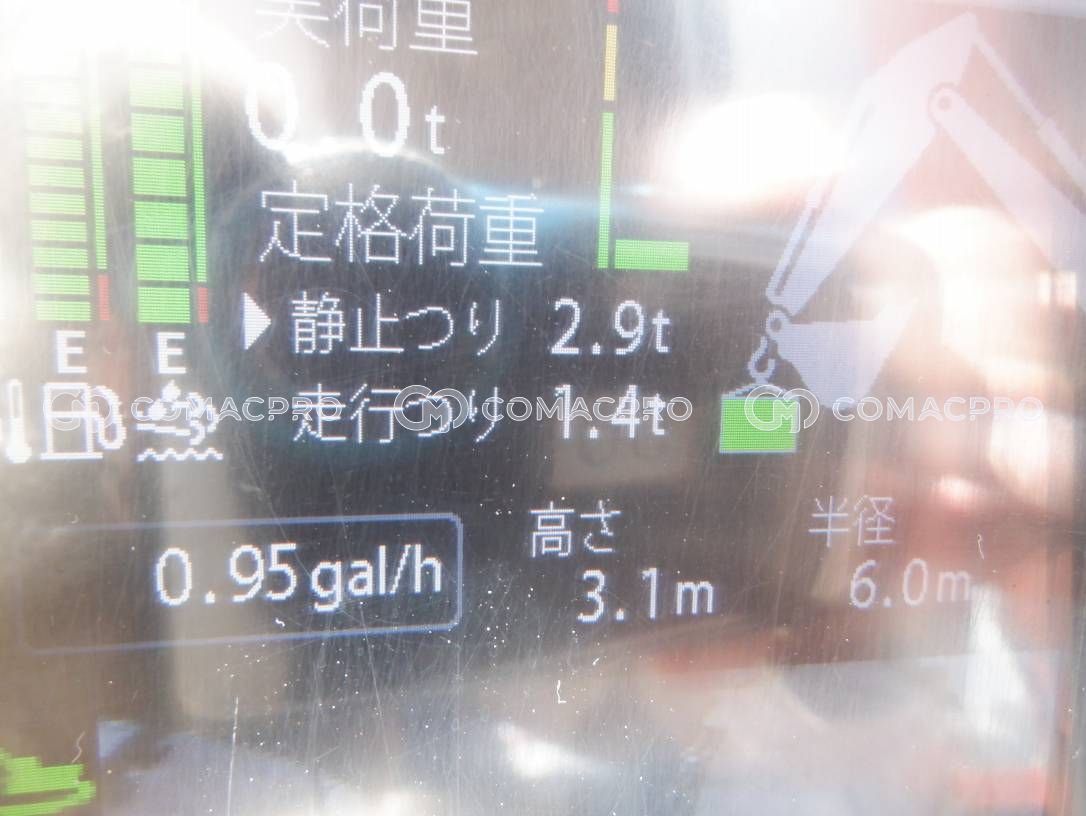 実荷重
0.0t
定格荷重
静止つり 2.9t
走行つり 1.4t
E E
COMACPRO COMACPRO COMACPRO
高さ 半径
3.1m 6.0m
0.95gal/h